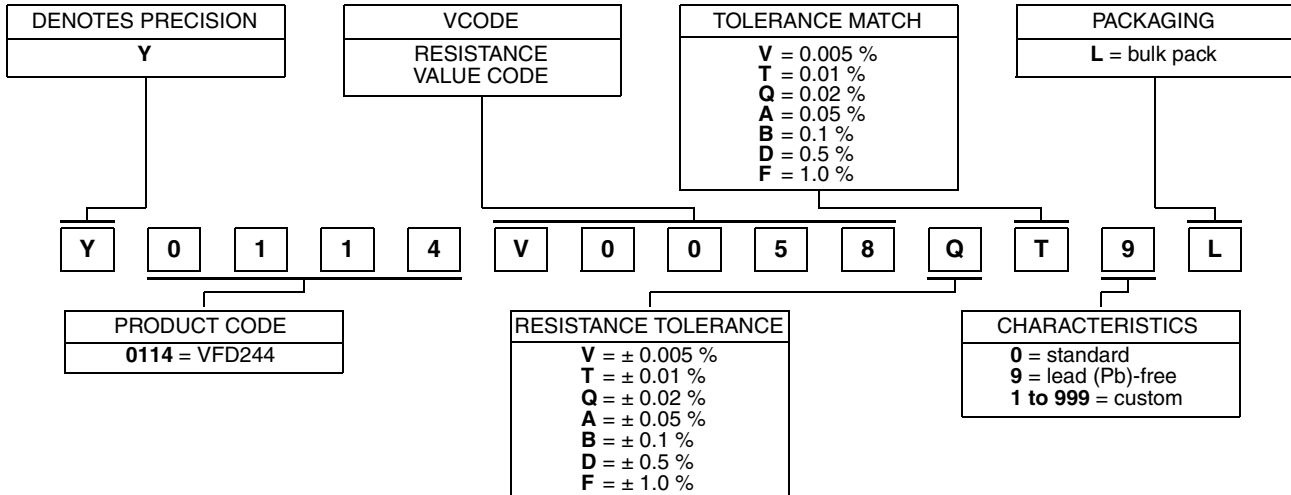 DENOTES PRECISION
Y
VCODE
RESISTANCE
VALUE CODE
TOLERANCE MATCH
V = 0.005 %
T = 0.01 %
Q = 0.02 %
A = 0.05 %
B = 0.1 %
D = 0.5 %
F = 1.0 %
PACKAGING
L = bulk pack
Y 0 1 1 4 V 0 0 5 8 Q T 9 L
PRODUCT CODE
0114 = VFD244
RESISTANCE TOLERANCE
V = ± 0.005 %
T = ± 0.01 %
Q = ± 0.02 %
A = ± 0.05 %
B = ± 0.1 %
D = ± 0.5 %
F = ± 1.0 %
CHARACTERISTICS
0 = standard
9 = lead (Pb)-free
1 to 999 = custom